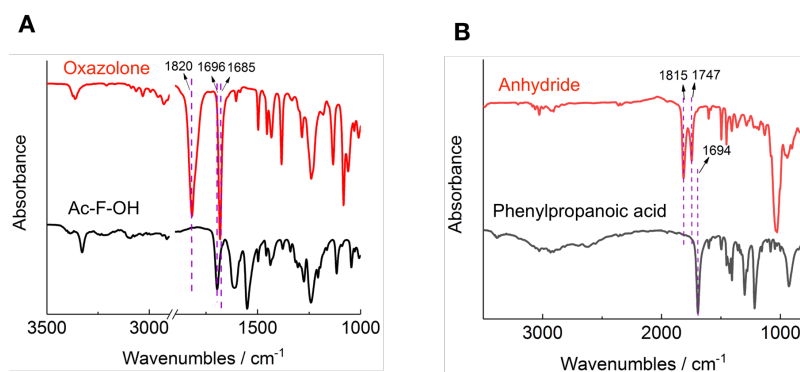 A
Oxazolone
1820
1696
1685
Ac-F-OH
Absorbance
3500
3000
1500
1000
Wavenumbles / cm-1
B
Anhydride
1815
1747
1694
Phenylpropanoic acid
Absorbance
3000
2000
1000
Wavenumbles / cm-1